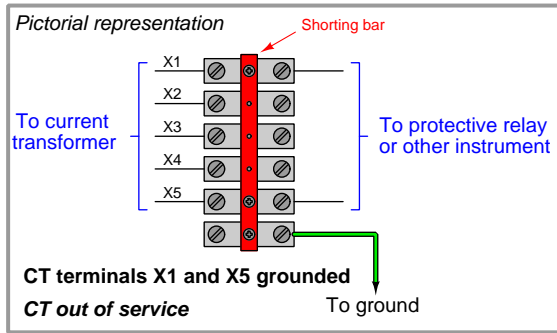 Pictorial representation
Shorting bar
X1
X2
X3
X4
X5
To current
transformer
To protective relay
or other instrument
CT terminals X1 and X5 grounded
CT out of service
To ground